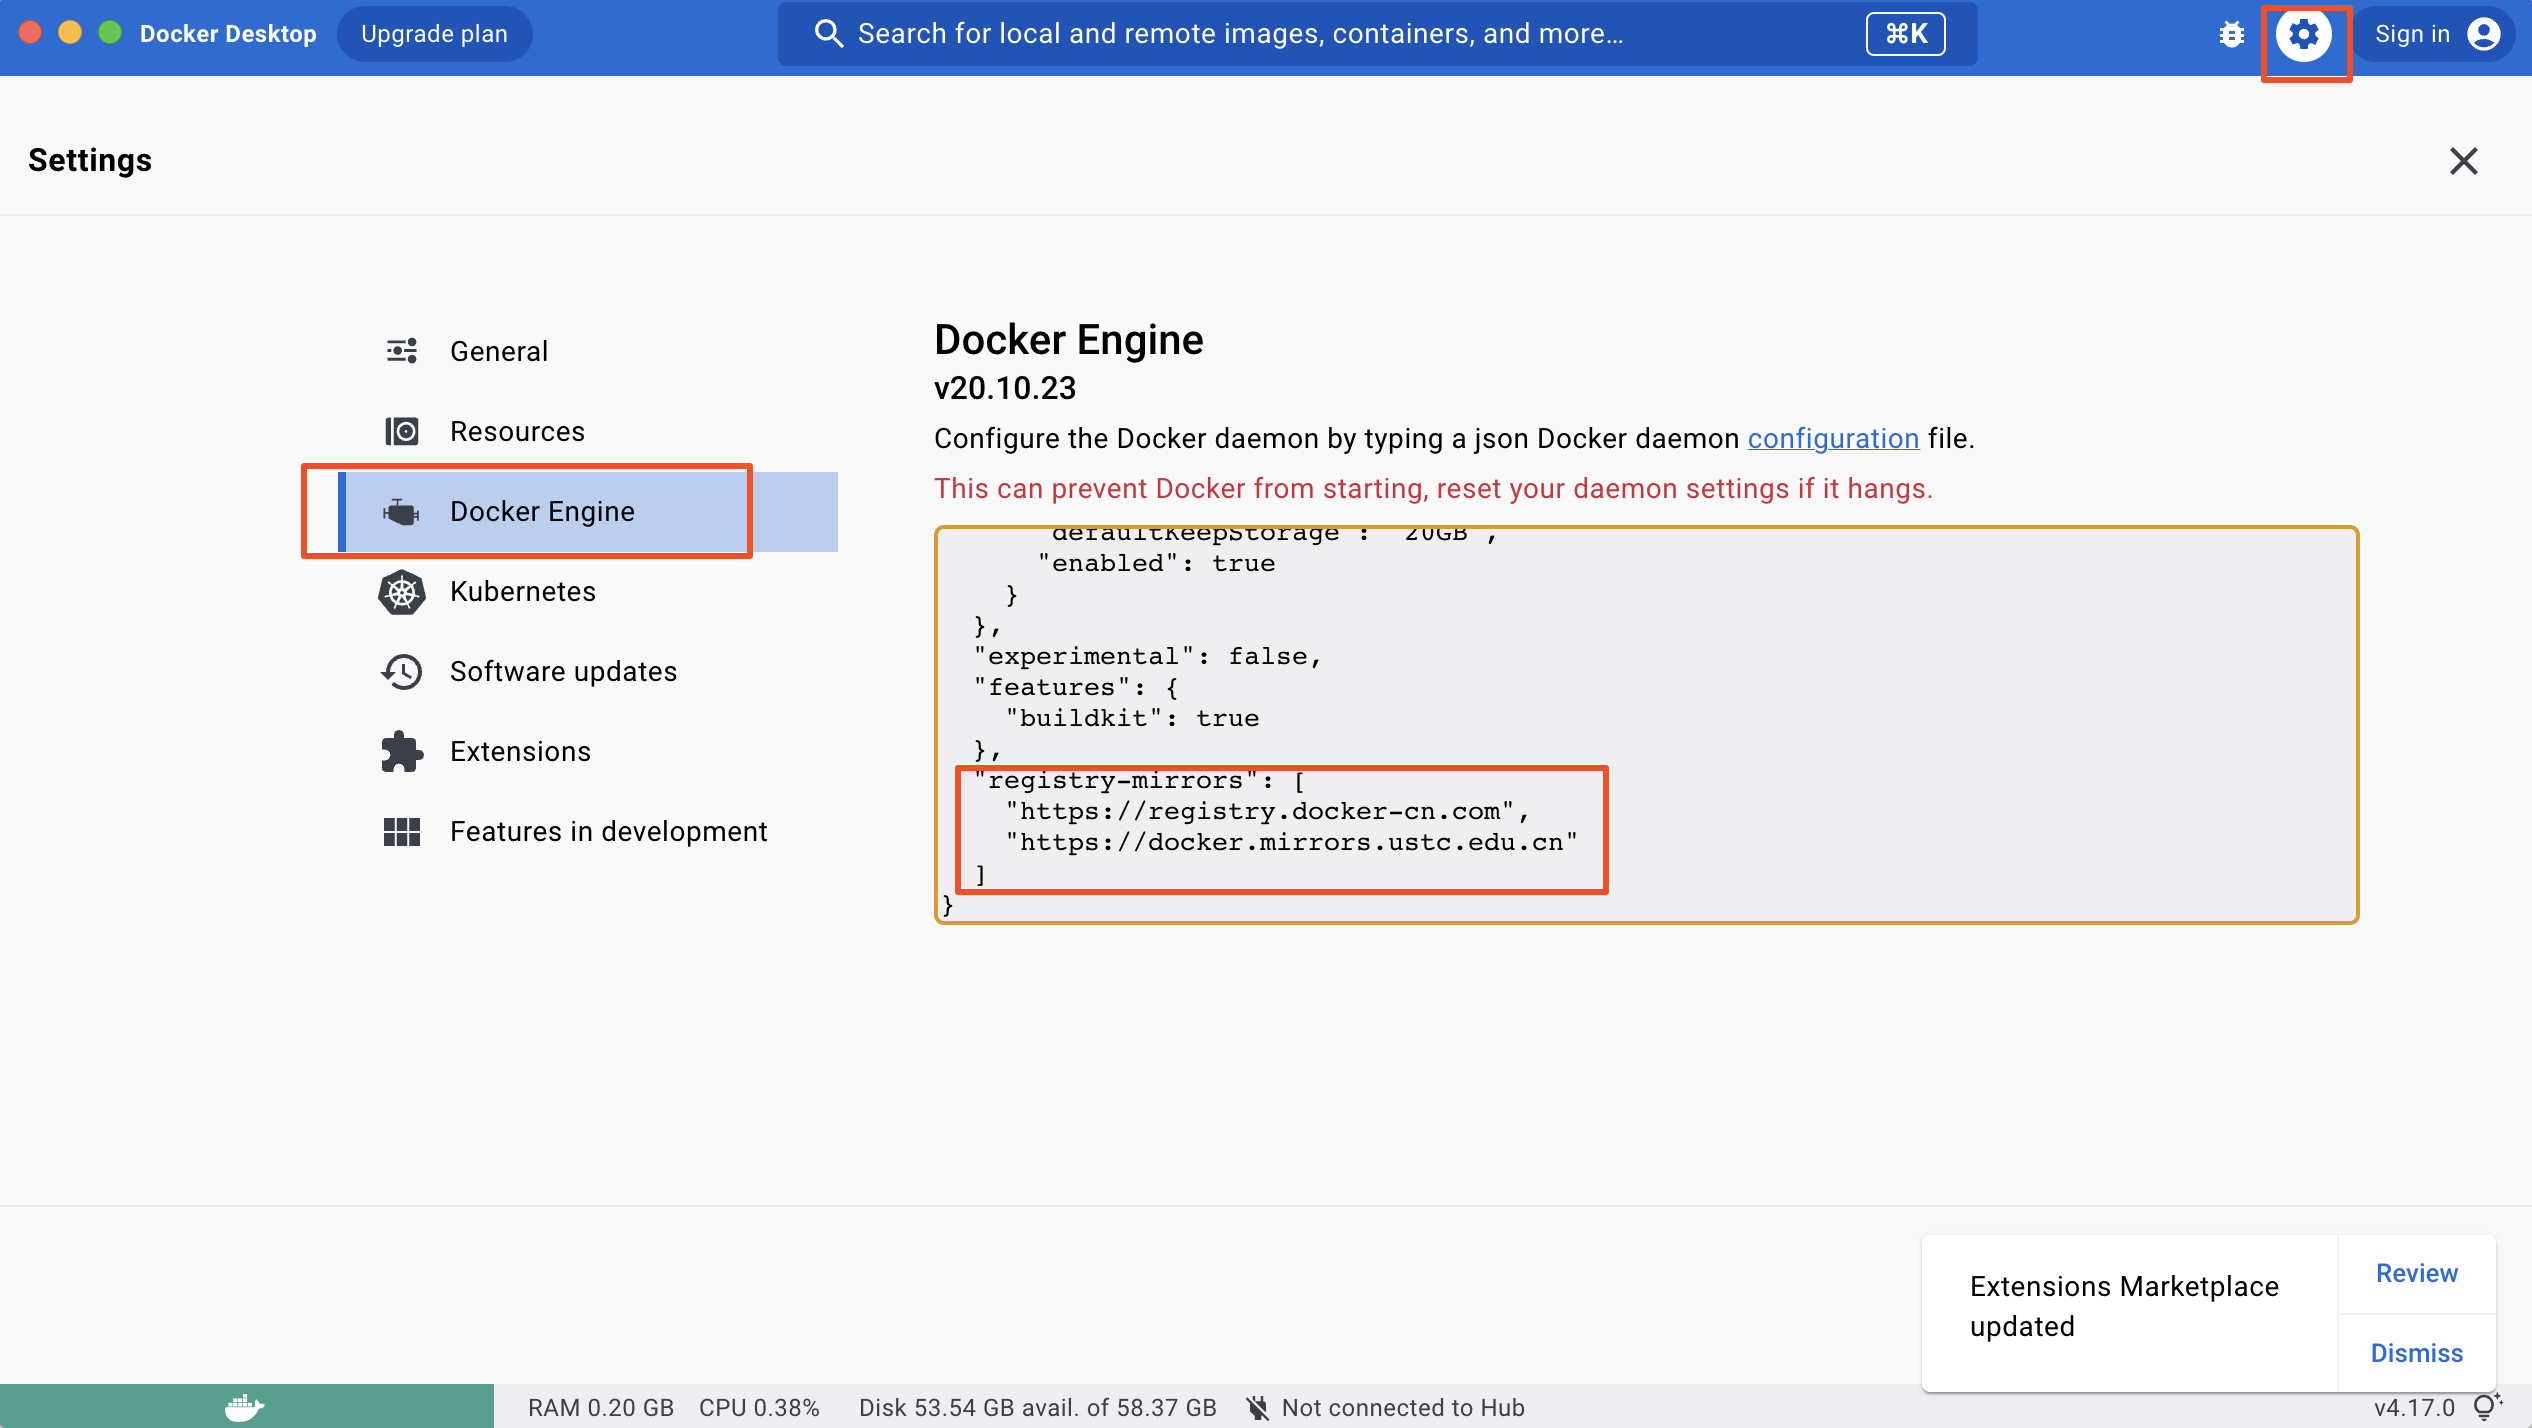 Docker Desktop
Upgrade plan
Search for local and remote images, containers, and more...
⌘K
Sign in
Settings
General
Resources
Docker Engine
Kubernetes
Software updates
Extensions
Features in development
Docker Engine
v20.10.23
Configure the Docker daemon by typing a json Docker daemon configuration file.
This can prevent Docker from starting, reset your daemon settings if it hangs.
"defaultKeepStorage": "20GB",
"enabled": true
}
},
"experimental": false,
"features": {
"buildkit": true
},
"registry-mirrors": [
"https://registry.docker-cn.com",
"https://docker.mirrors.ustc.edu.cn"
]
}
Extensions Marketplace
updated
Review
Dismiss
RAM 0.20 GB CPU 0.38% Disk 53.54 GB avail. of 58.37 GB Not connected to Hub
v4.17.0